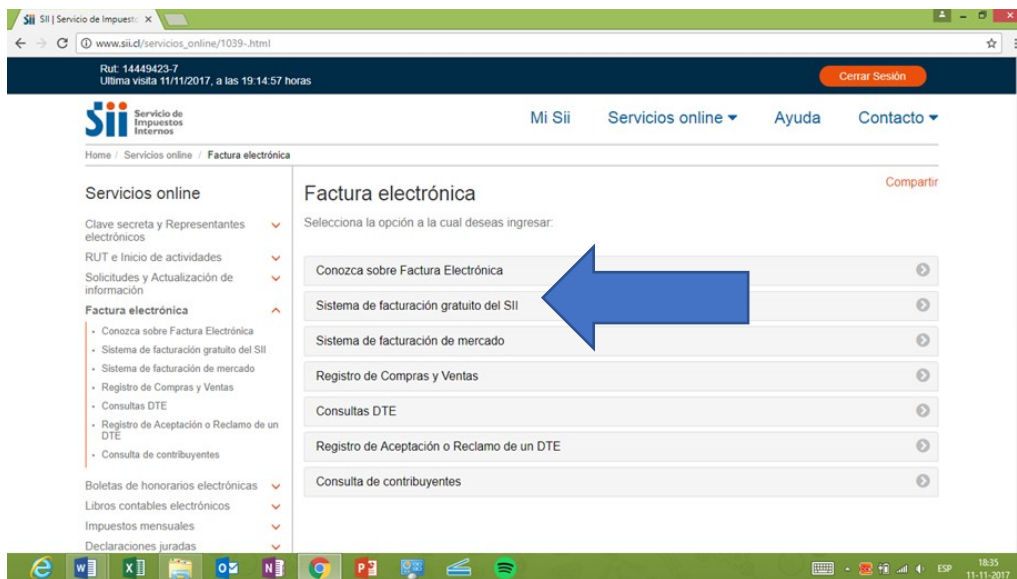 SII | Servicio de Impuesto
www.sii.cl/servicios_online/1039-.html
Rut: 14449423-7
Ultima visita 11/11/2017, a las 19:14:57 horas
Cerrar Sesión
Sii Servicio de
Impuestos
Internos
Mi Sii Servicios online Ayuda Contacto
Home / Servicios online / Factura electrónica
Compartir
Servicios online
Clave secreta y Representantes
electrónicos
RUT e Inicio de actividades
Solicitudes y Actualización de
información
Factura electrónica
Conozca sobre Factura Electrónica
Sistema de facturación gratuito del SII
Sistema de facturación de mercado
Registro de Compras y Ventas
Consultas DTE
Registro de Aceptación o Reclamo de un
DTE
Consulta de contribuyentes
Boletas de honorarios electrónicas
Libros contables electrónicos
Impuestos mensuales
Declaraciones juradas
Factura electrónica
Selecciona la opción a la cual deseas ingresar:
Conozca sobre Factura Electrónica
Sistema de facturación gratuito del SII
Sistema de facturación de mercado
Registro de Compras y Ventas
Consultas DTE
Registro de Aceptación o Reclamo de un DTE
Consulta de contribuyentes
ESP
18:35
11-11-2017